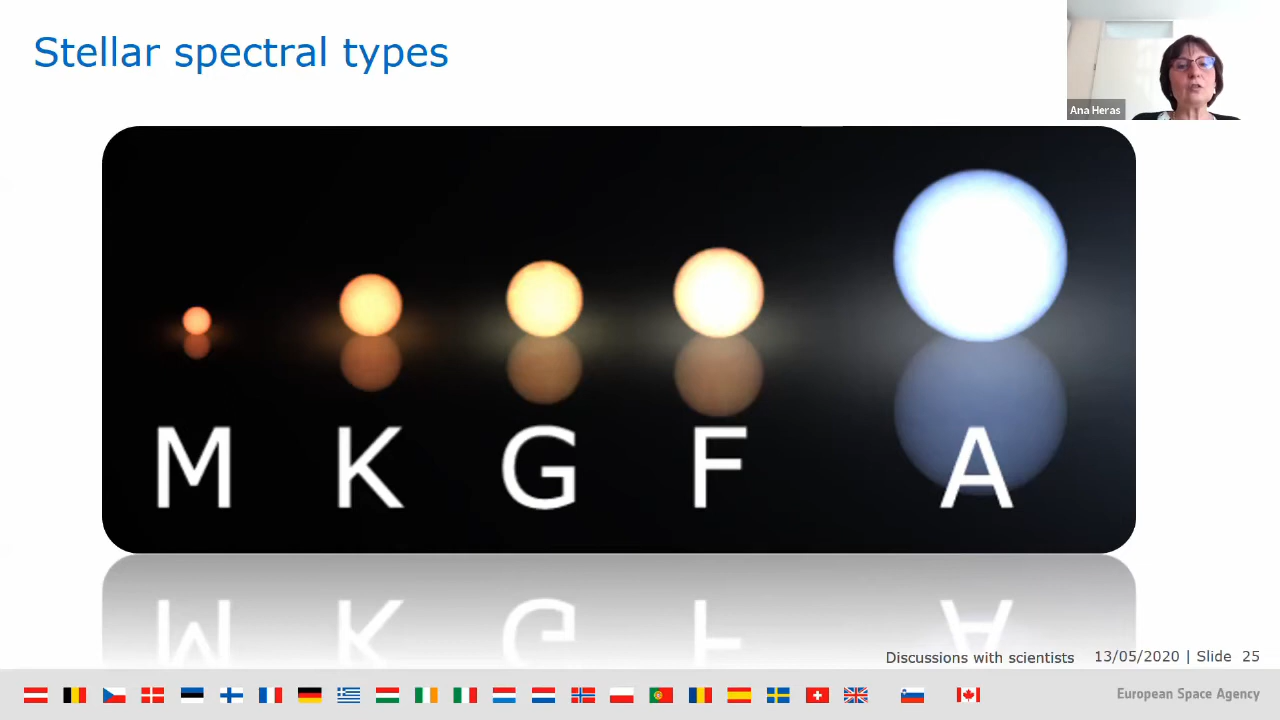 Stellar spectral types
Ana Heras
M K G F A
Discussions with scientists 13/05/2020 | Slide 25
European Space Agency